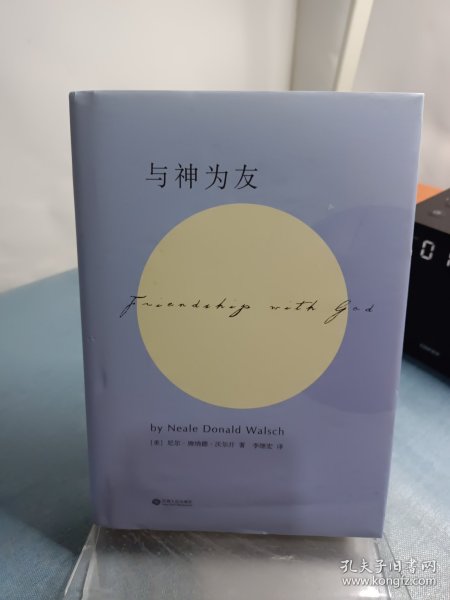 与神为友
Friendship with God
by Neale Donald Walsch
[美] 尼尔·唐纳德·沃尔什 著 李继宏 译
孔夫子旧书网
www.kongfz.com